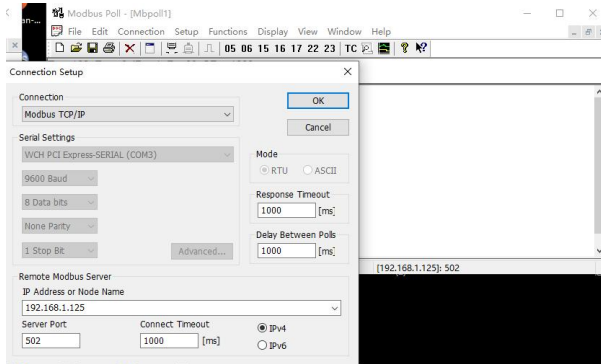 an-...
Modbus Poll - [Mbpoll1]
File Edit Connection Setup Functions Display View Window Help
05 06 15 16 17 22 23 TC
Connection Setup
Connection
Modbus TCP/IP
OK
Cancel
Serial Settings
WCH PCI Express-SERIAL (COM3)
9600 Baud
8 Data bits
None Parity
1 Stop Bit
Advanced...
Mode
RTU ASCII
Response Timeout
1000 [ms]
Delay Between Polls
1000 [ms]
[192.168.1.125]: 502
Remote Modbus Server
IP Address or Node Name
192.168.1.125
Server Port Connect Timeout
502 1000 [ms]
IPv4
IPv6